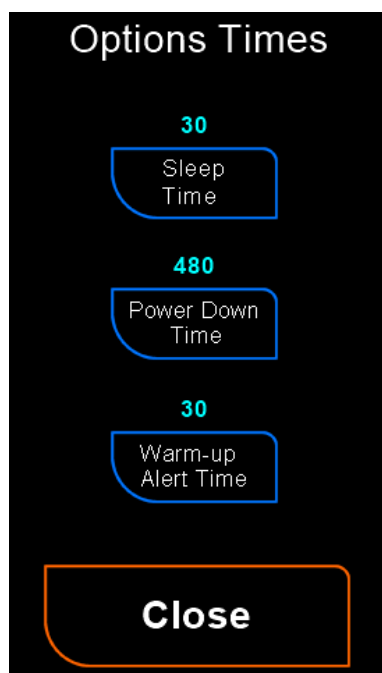 Options Times
30
Sleep
Time
480
Power Down
Time
30
Warm-up
Alert Time
Close